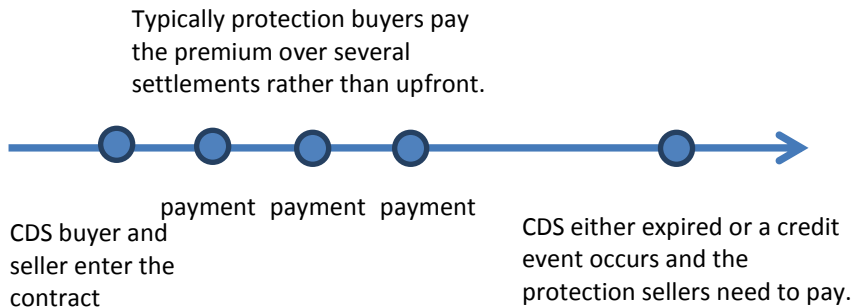 Typically protection buyers pay
the premium over several
settlements rather than upfront.
payment payment payment
CDS buyer and
seller enter the
contract
CDS either expired or a credit
event occurs and the
protection sellers need to pay.